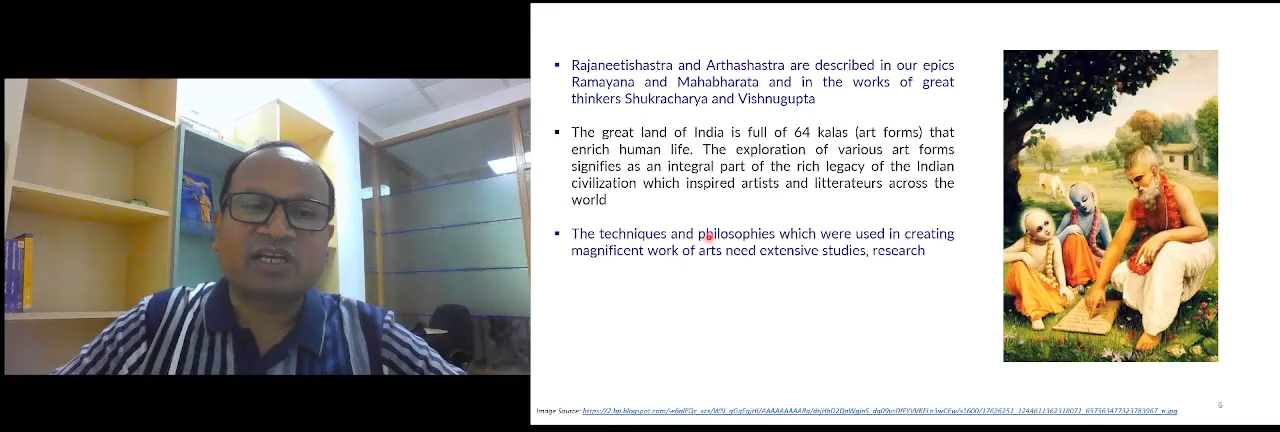 Rajaneetishastra and Arthashastra are described in our epics
Ramayana and Mahabharata and in the works of great
thinkers Shukracharya and Vishnugupta
The great land of India is full of 64 kalas (art forms) that
enrich human life. The exploration of various art forms
signifies as an integral part of the rich legacy of the Indian
civilization which inspired artists and litterateurs across the
world
The techniques and philosophies which were used in creating
magnificent work of arts need extensive studies, research
Image Source:
6